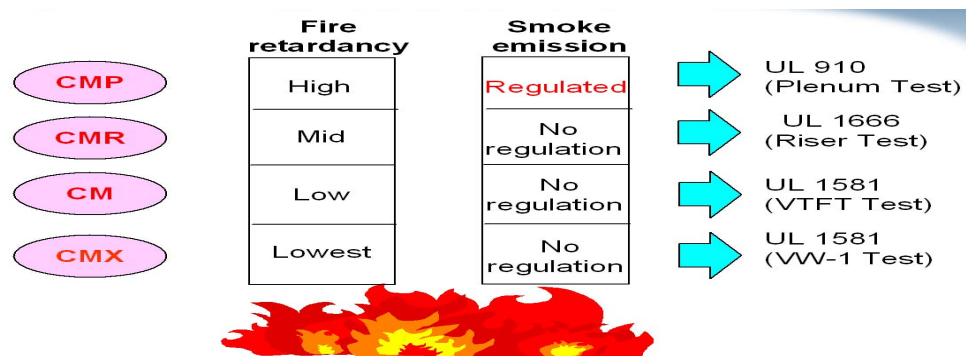 Fire
retardancy
Smoke
emission
CMP
High
Regulated
UL 910
(Plenum Test)
CMR
Mid
No
regulation
UL 1666
(Riser Test)
CM
Low
No
regulation
UL 1581
(VTFT Test)
CMX
Lowest
No
regulation
UL 1581
(VW-1 Test)